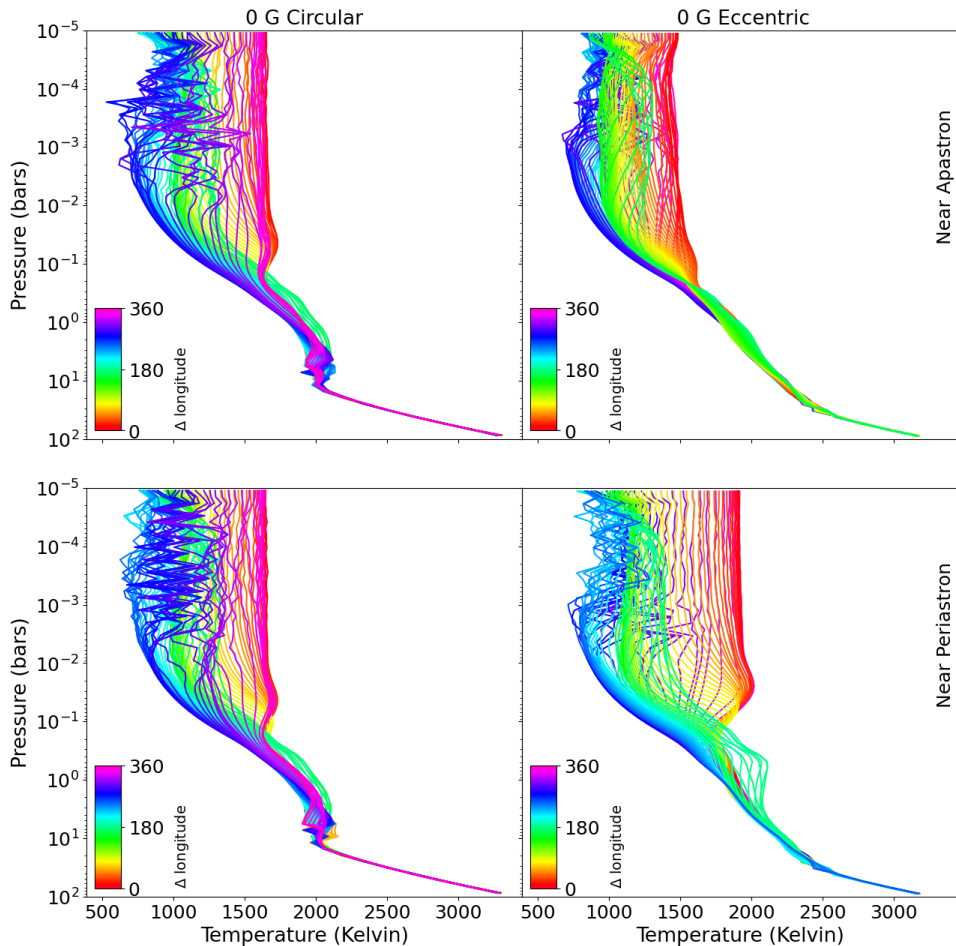 0 G Circular
0 G Eccentric
10⁻⁵
10⁻⁴
10⁻³
10⁻²
10⁻¹
10⁰
10¹
10²
Pressure (bars)
360
180
0
Δ longitude
360
180
0
Δ longitude
Near Apastron
10⁻⁵
10⁻⁴
10⁻³
10⁻²
10⁻¹
10⁰
10¹
10²
Pressure (bars)
360
180
0
Δ longitude
360
180
0
Δ longitude
Near Periastron
500 1000 1500 2000 2500 3000
500 1000 1500 2000 2500 3000
Temperature (Kelvin)
Temperature (Kelvin)